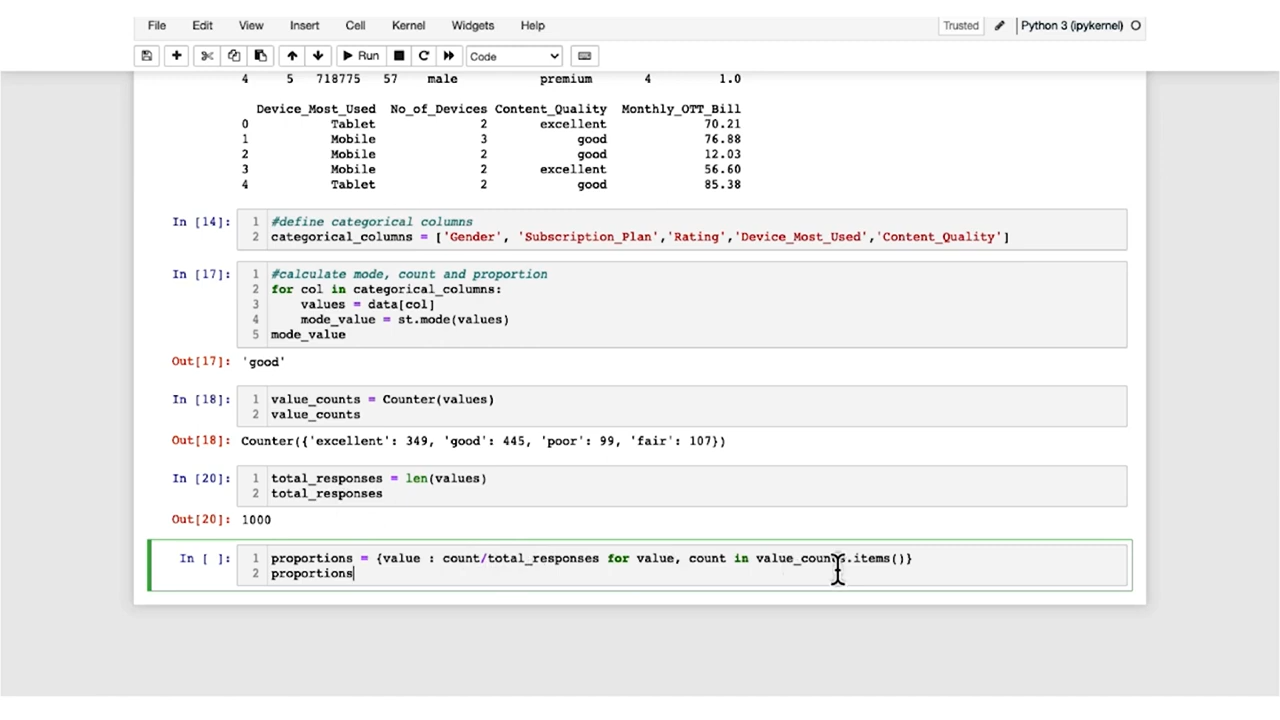 File Edit View Insert Cell Kernel Widgets Help Trusted Python 3 (ipykernel)
Run Code
4 5 718775 57 male premium 4 1.0
Device_Most_Used No_of_Devices Content_Quality Monthly_OTT_Bill
0 Tablet 2 excellent 70.21
1 Mobile 3 good 76.88
2 Mobile 2 good 12.03
3 Mobile 2 excellent 56.60
4 Tablet 2 good 85.38
In [14]: 1 #define categorical columns
2 categorical_columns = ['Gender', 'Subscription_Plan','Rating','Device_Most_Used','Content_Quality']
In [17]: 1 #calculate mode, count and proportion
2 for col in categorical_columns:
3 values = data[col]
4 mode_value = st.mode(values)
5 mode_value
Out[17]: 'good'
In [18]: 1 value_counts = Counter(values)
2 value_counts
Out[18]: Counter({'excellent': 349, 'good': 445, 'poor': 99, 'fair': 107})
In [20]: 1 total_responses = len(values)
2 total_responses
Out[20]: 1000
In [ ]: 1 proportions = {value : count/total_responses for value, count in value_counts.items()}
2 proportions